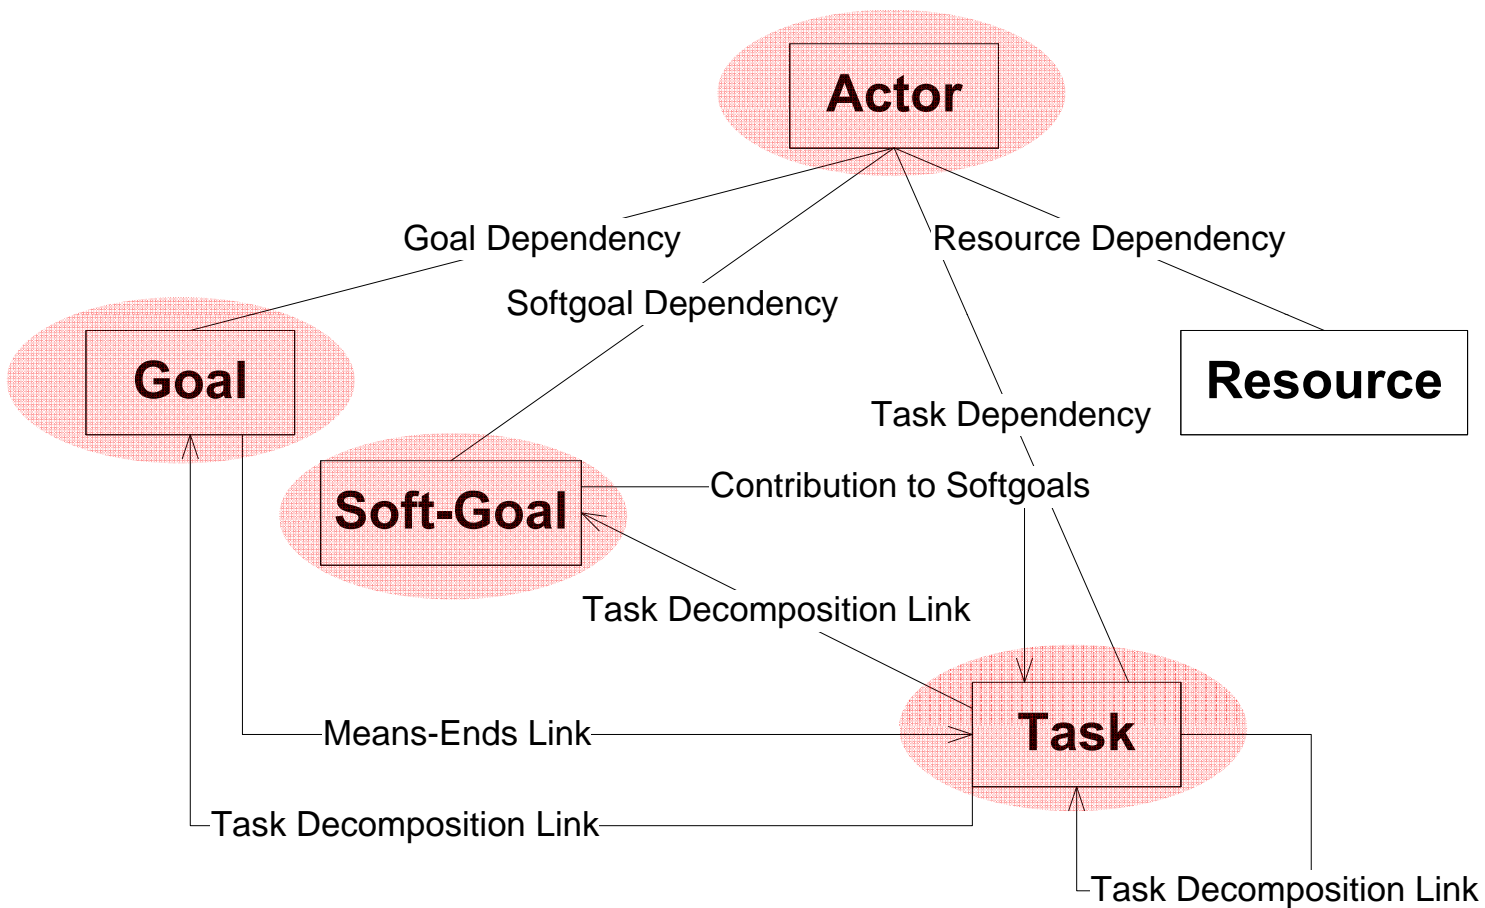 Actor
Goal Dependency
Resource Dependency
Softgoal Dependency
Goal
Resource
Task Dependency
Contribution to Softgoals
Soft-Goal
Task Decomposition Link
Means-Ends Link
Task
Task Decomposition Link
Task Decomposition Link